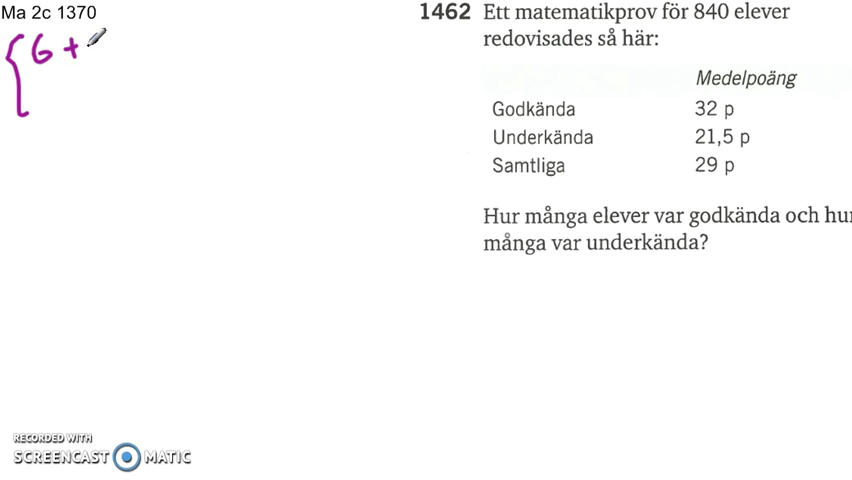 Ma 2c 1370
{ G +
1462 Ett matematikprov för 840 elever
redovisades så här:
Medelpoäng
Godkända 32 p
Underkända 21,5 p
Samtliga 29 p
Hur många elever var godkända och hur
många var underkända?
RECORDED WITH
SCREENCAST MATIC